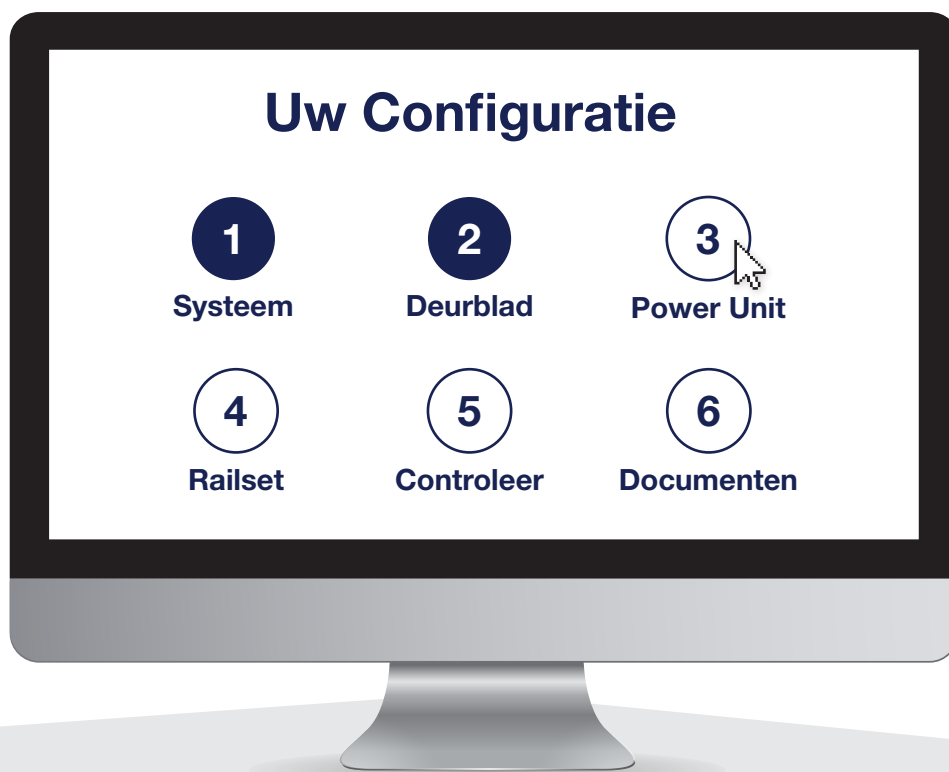 Uw Configuratie
1 2 3
Systeem Deurblad Power Unit
4 5 6
Railset Controleer Documenten